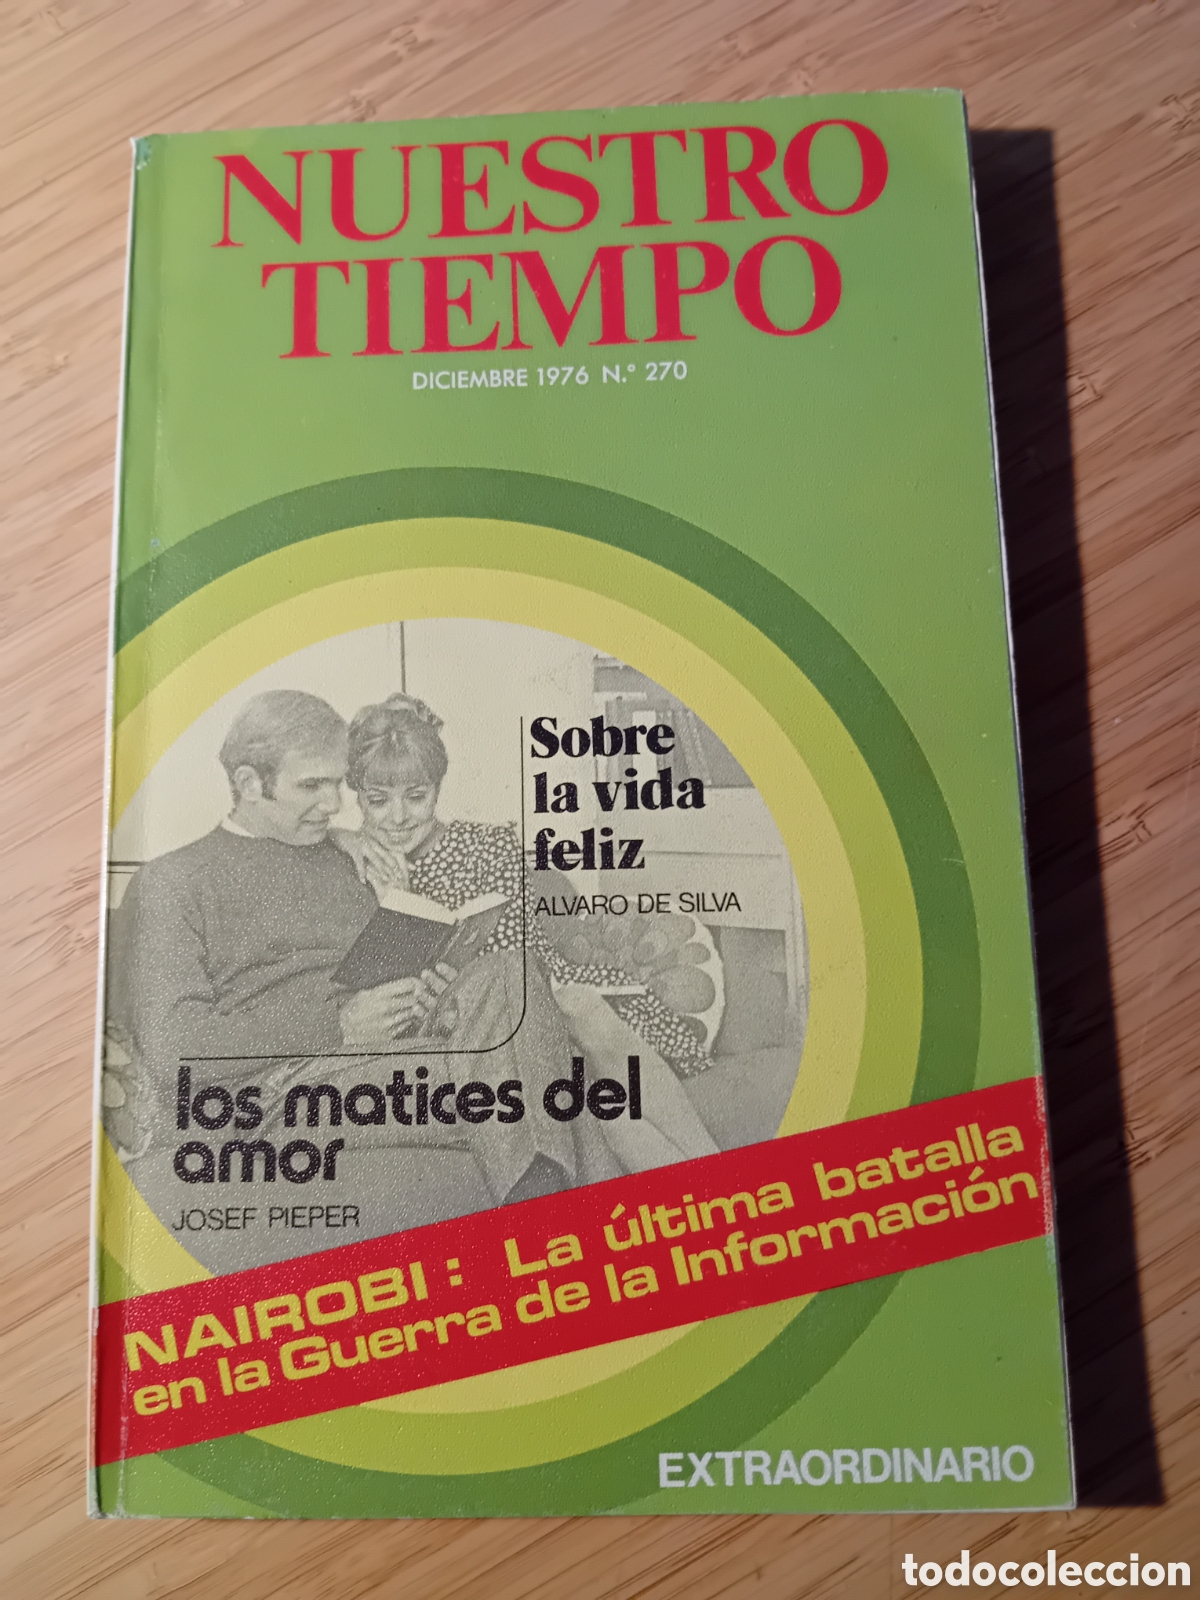 NUESTRO
TIEMPO
DICIEMBRE 1976 N.° 270
Sobre
la vida
feliz
ALVARO DE SILVA
los matices del
amor
JOSEF PIEPER
NAIROBI: La última batalla
en la Guerra de la Información
EXTRAORDINARIO
todocoleccion